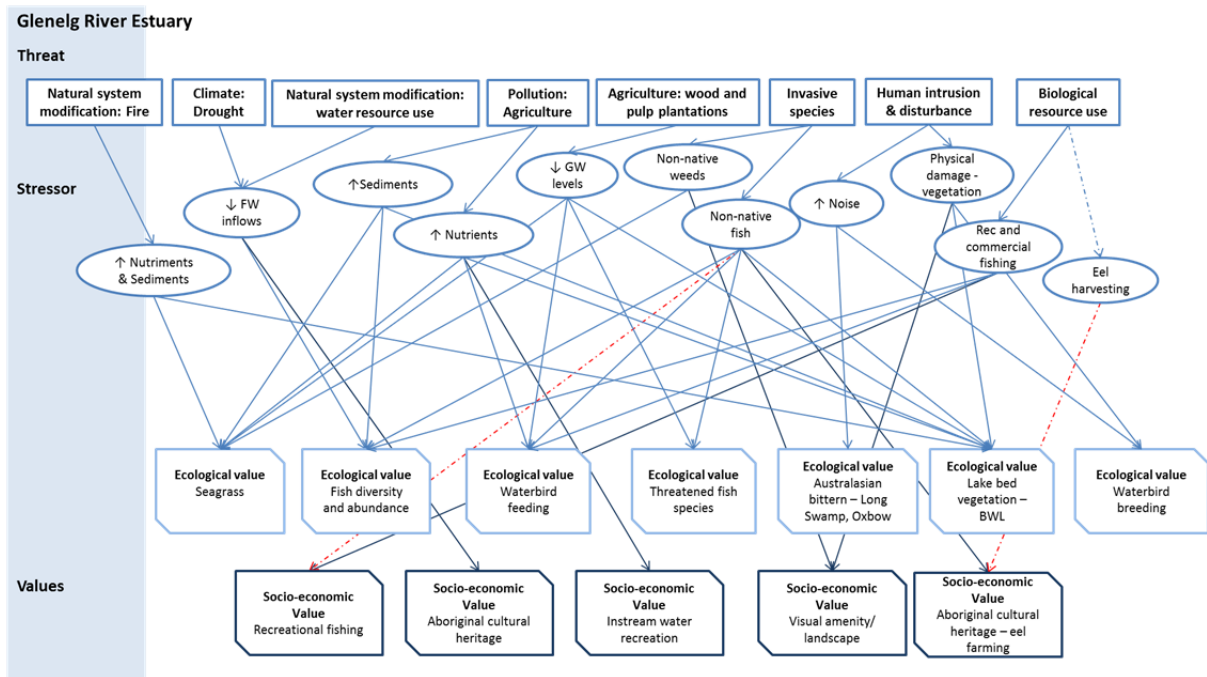 Glenelg River Estuary
Threat
Natural system
modification: Fire
Climate:
Drought
Natural system modification:
water resource use
Pollution:
Agriculture
Agriculture: wood and
pulp plantations
Invasive
species
Human intrusion
& disturbance
Biological
resource use
Stressor
↓ FW
inflows
↑Sediments
↑ Nutrients
↓ GW
levels
Non-native
weeds
Non-native
fish
↑ Noise
Physical
damage -
vegetation
Rec and
commercial
fishing
Eel
harvesting
↑ Nutriments
& Sediments
Ecological value
Seagrass
Ecological value
Fish diversity
and abundance
Ecological value
Waterbird
feeding
Ecological value
Threatened fish
species
Ecological value
Australasian
bittern – Long
Swamp, Oxbow
Ecological value
Lake bed
vegetation –
BWL
Ecological value
Waterbird
breeding
Values
Socio-economic
Value
Recreational fishing
Socio-economic
Value
Aboriginal cultural
heritage
Socio-economic
Value
Instream water
recreation
Socio-economic
Value
Visual amenity/
landscape
Socio-economic
Value
Aboriginal cultural
heritage – eel
farming